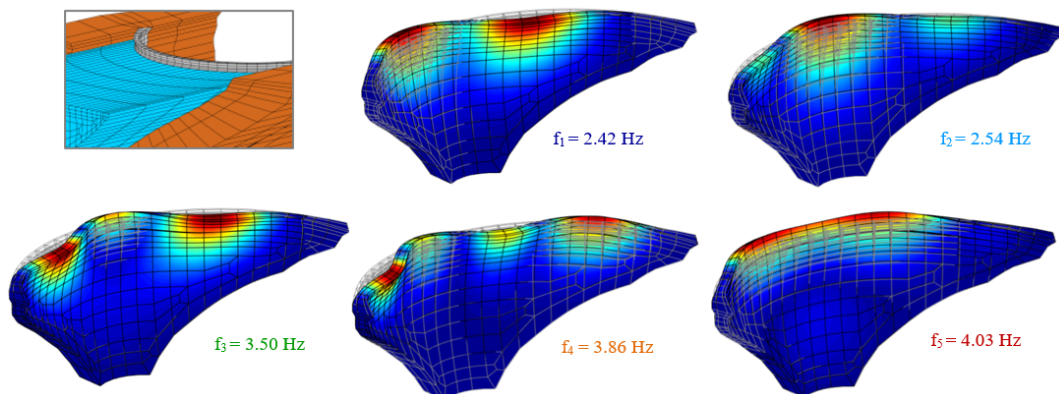 f₁ = 2.42 Hz
f₂ = 2.54 Hz
f₃ = 3.50 Hz
f₄ = 3.86 Hz
f₅ = 4.03 Hz